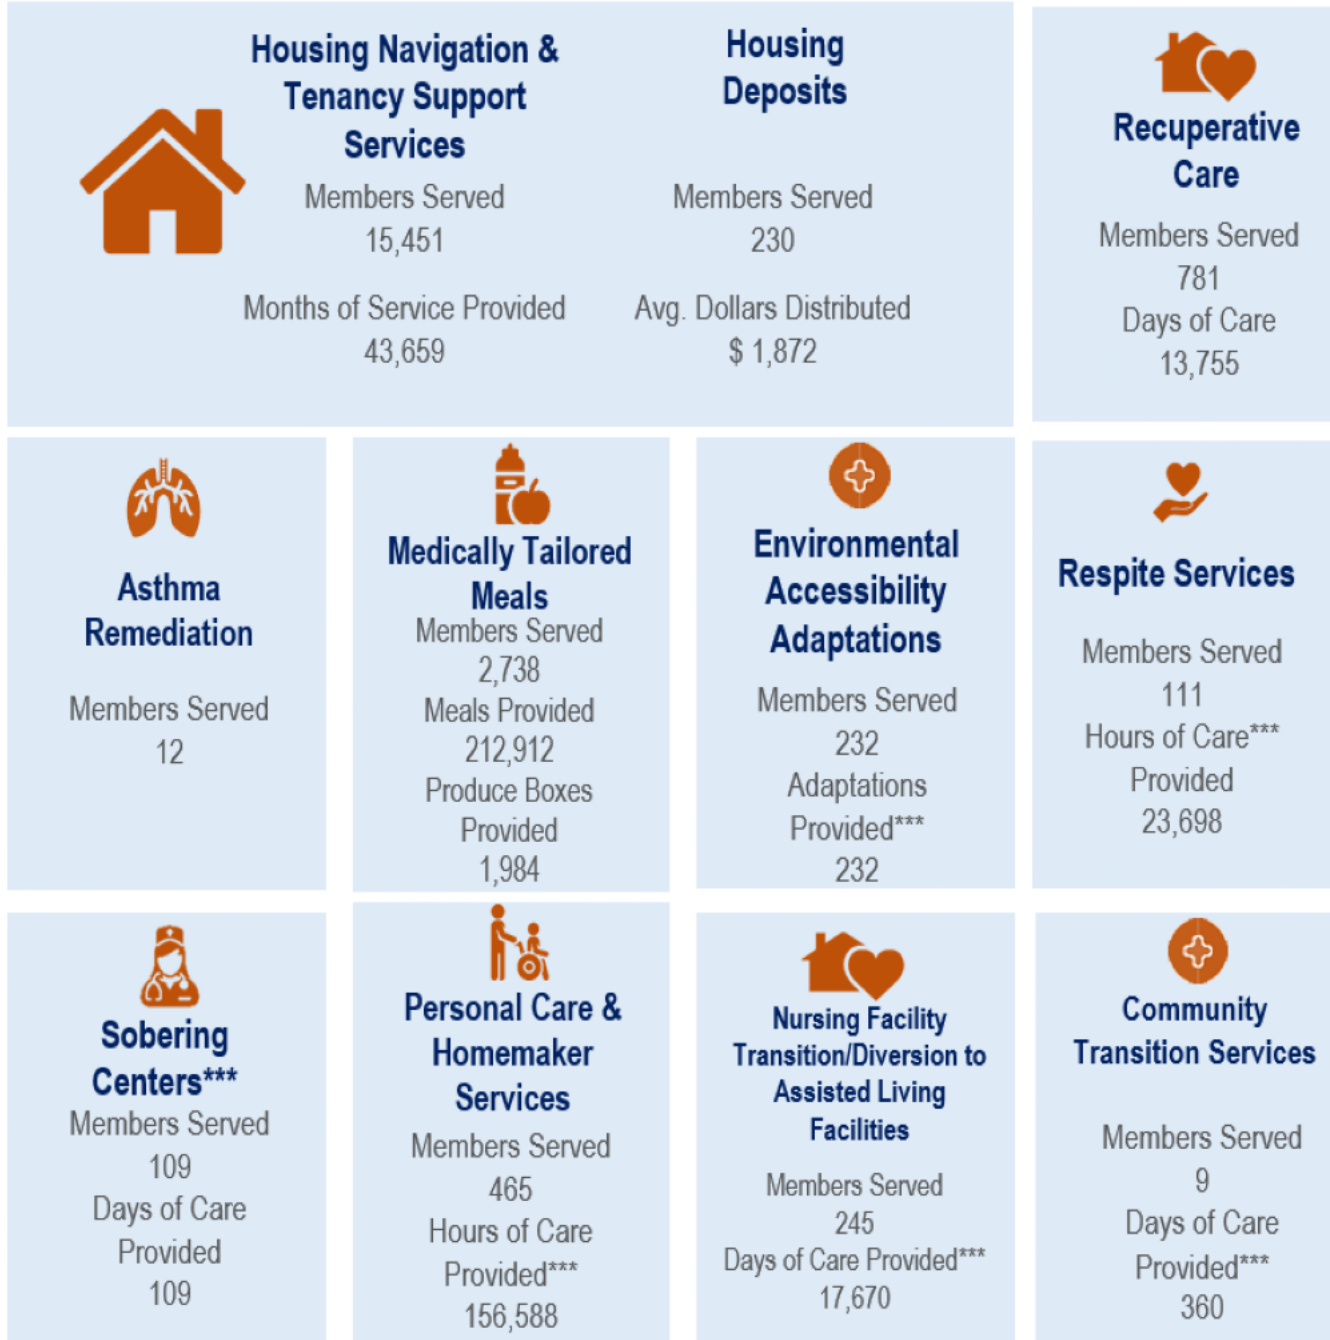 Housing Navigation &
Tenancy Support
Services
Members Served
15,451
Months of Service Provided
43,659
Housing
Deposits
Members Served
230
Avg. Dollars Distributed
$ 1,872
Recuperative
Care
Members Served
781
Days of Care
13,755
Asthma
Remediation
Members Served
12
Medically Tailored
Meals
Members Served
2,738
Meals Provided
212,912
Produce Boxes
Provided
1,984
Environmental
Accessibility
Adaptations
Members Served
232
Adaptations
Provided***
232
Respite Services
Members Served
111
Hours of Care***
Provided
23,698
Sobering
Centers***
Members Served
109
Days of Care
Provided
109
Personal Care &
Homemaker
Services
Members Served
465
Hours of Care
Provided***
156,588
Nursing Facility
Transition/Diversion to
Assisted Living
Facilities
Members Served
245
Days of Care Provided***
17,670
Community
Transition Services
Members Served
9
Days of Care
Provided***
360